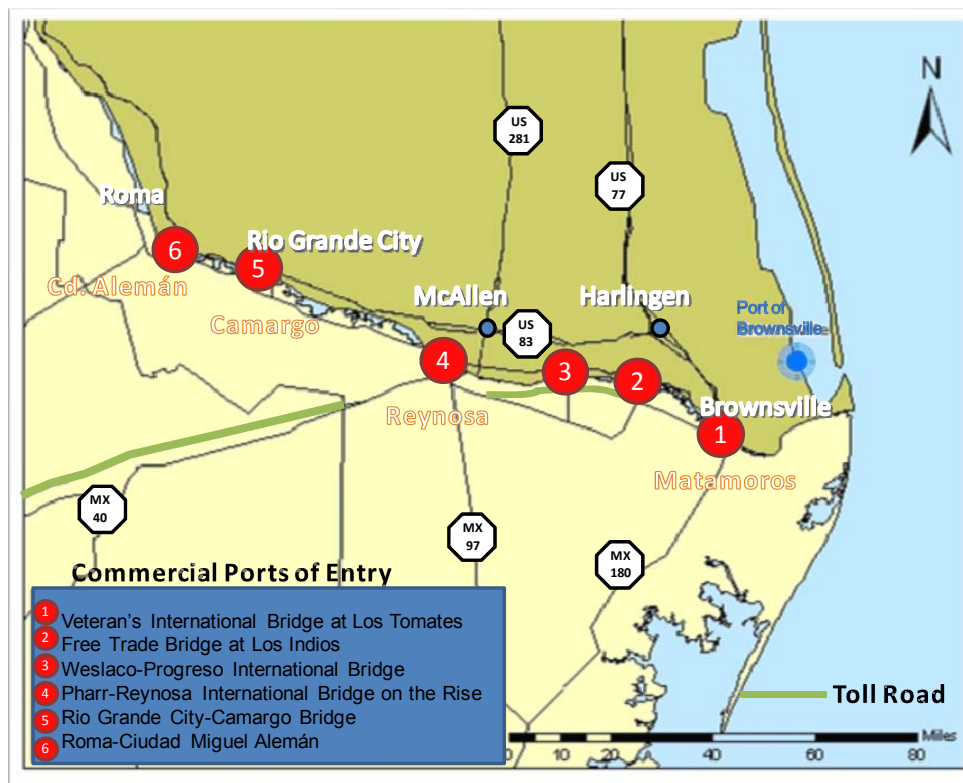 N
US
281
US
77
Roma
Rio Grande City
6
5
Cd. Alemán
Camargo
McAllen
Harlingen
US
83
Port of
Brownsville
4
3
2
Reynosa
Brownsville
1
Matamoros
MX
40
MX
97
MX
180
Commercial Ports of Entry
1 Veteran's International Bridge at Los Tomates
2 Free Trade Bridge at Los Indios
3 Weslaco-Progreso International Bridge
4 Pharr-Reynosa International Bridge on the Rise
5 Rio Grande City-Camargo Bridge
6 Roma-Ciudad Miguel Alemán
Toll Road
Miles
0 10 20 40 60 80